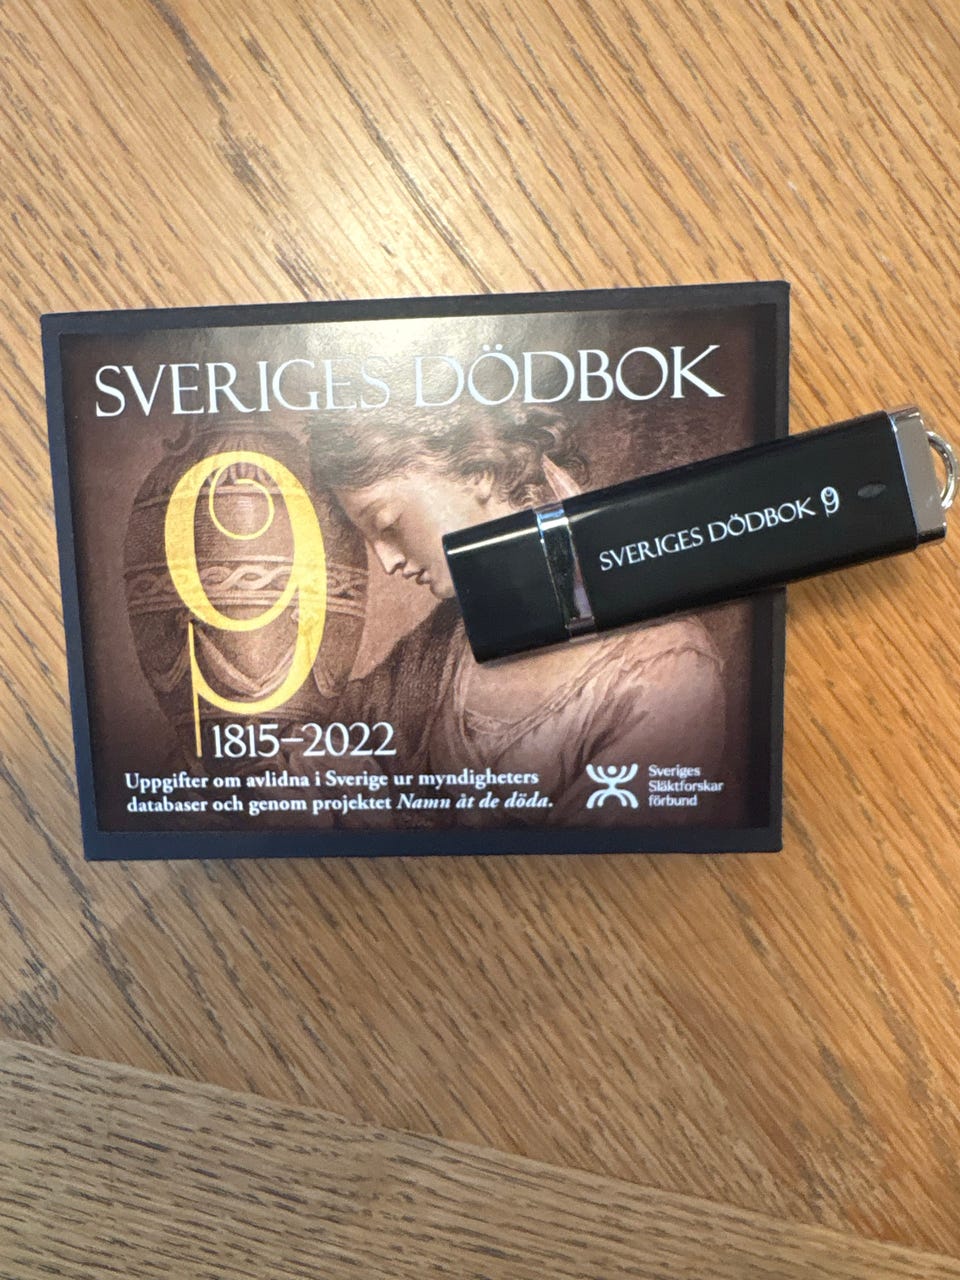 SVERIGES DÖDBOK
9
1815–2022
Uppgifter om avlidna i Sverige ur myndigheters
databaser och genom projektet Namn åt de döda.
Sveriges
Släktforskar
förbund
SVERIGES DÖDBOK 9